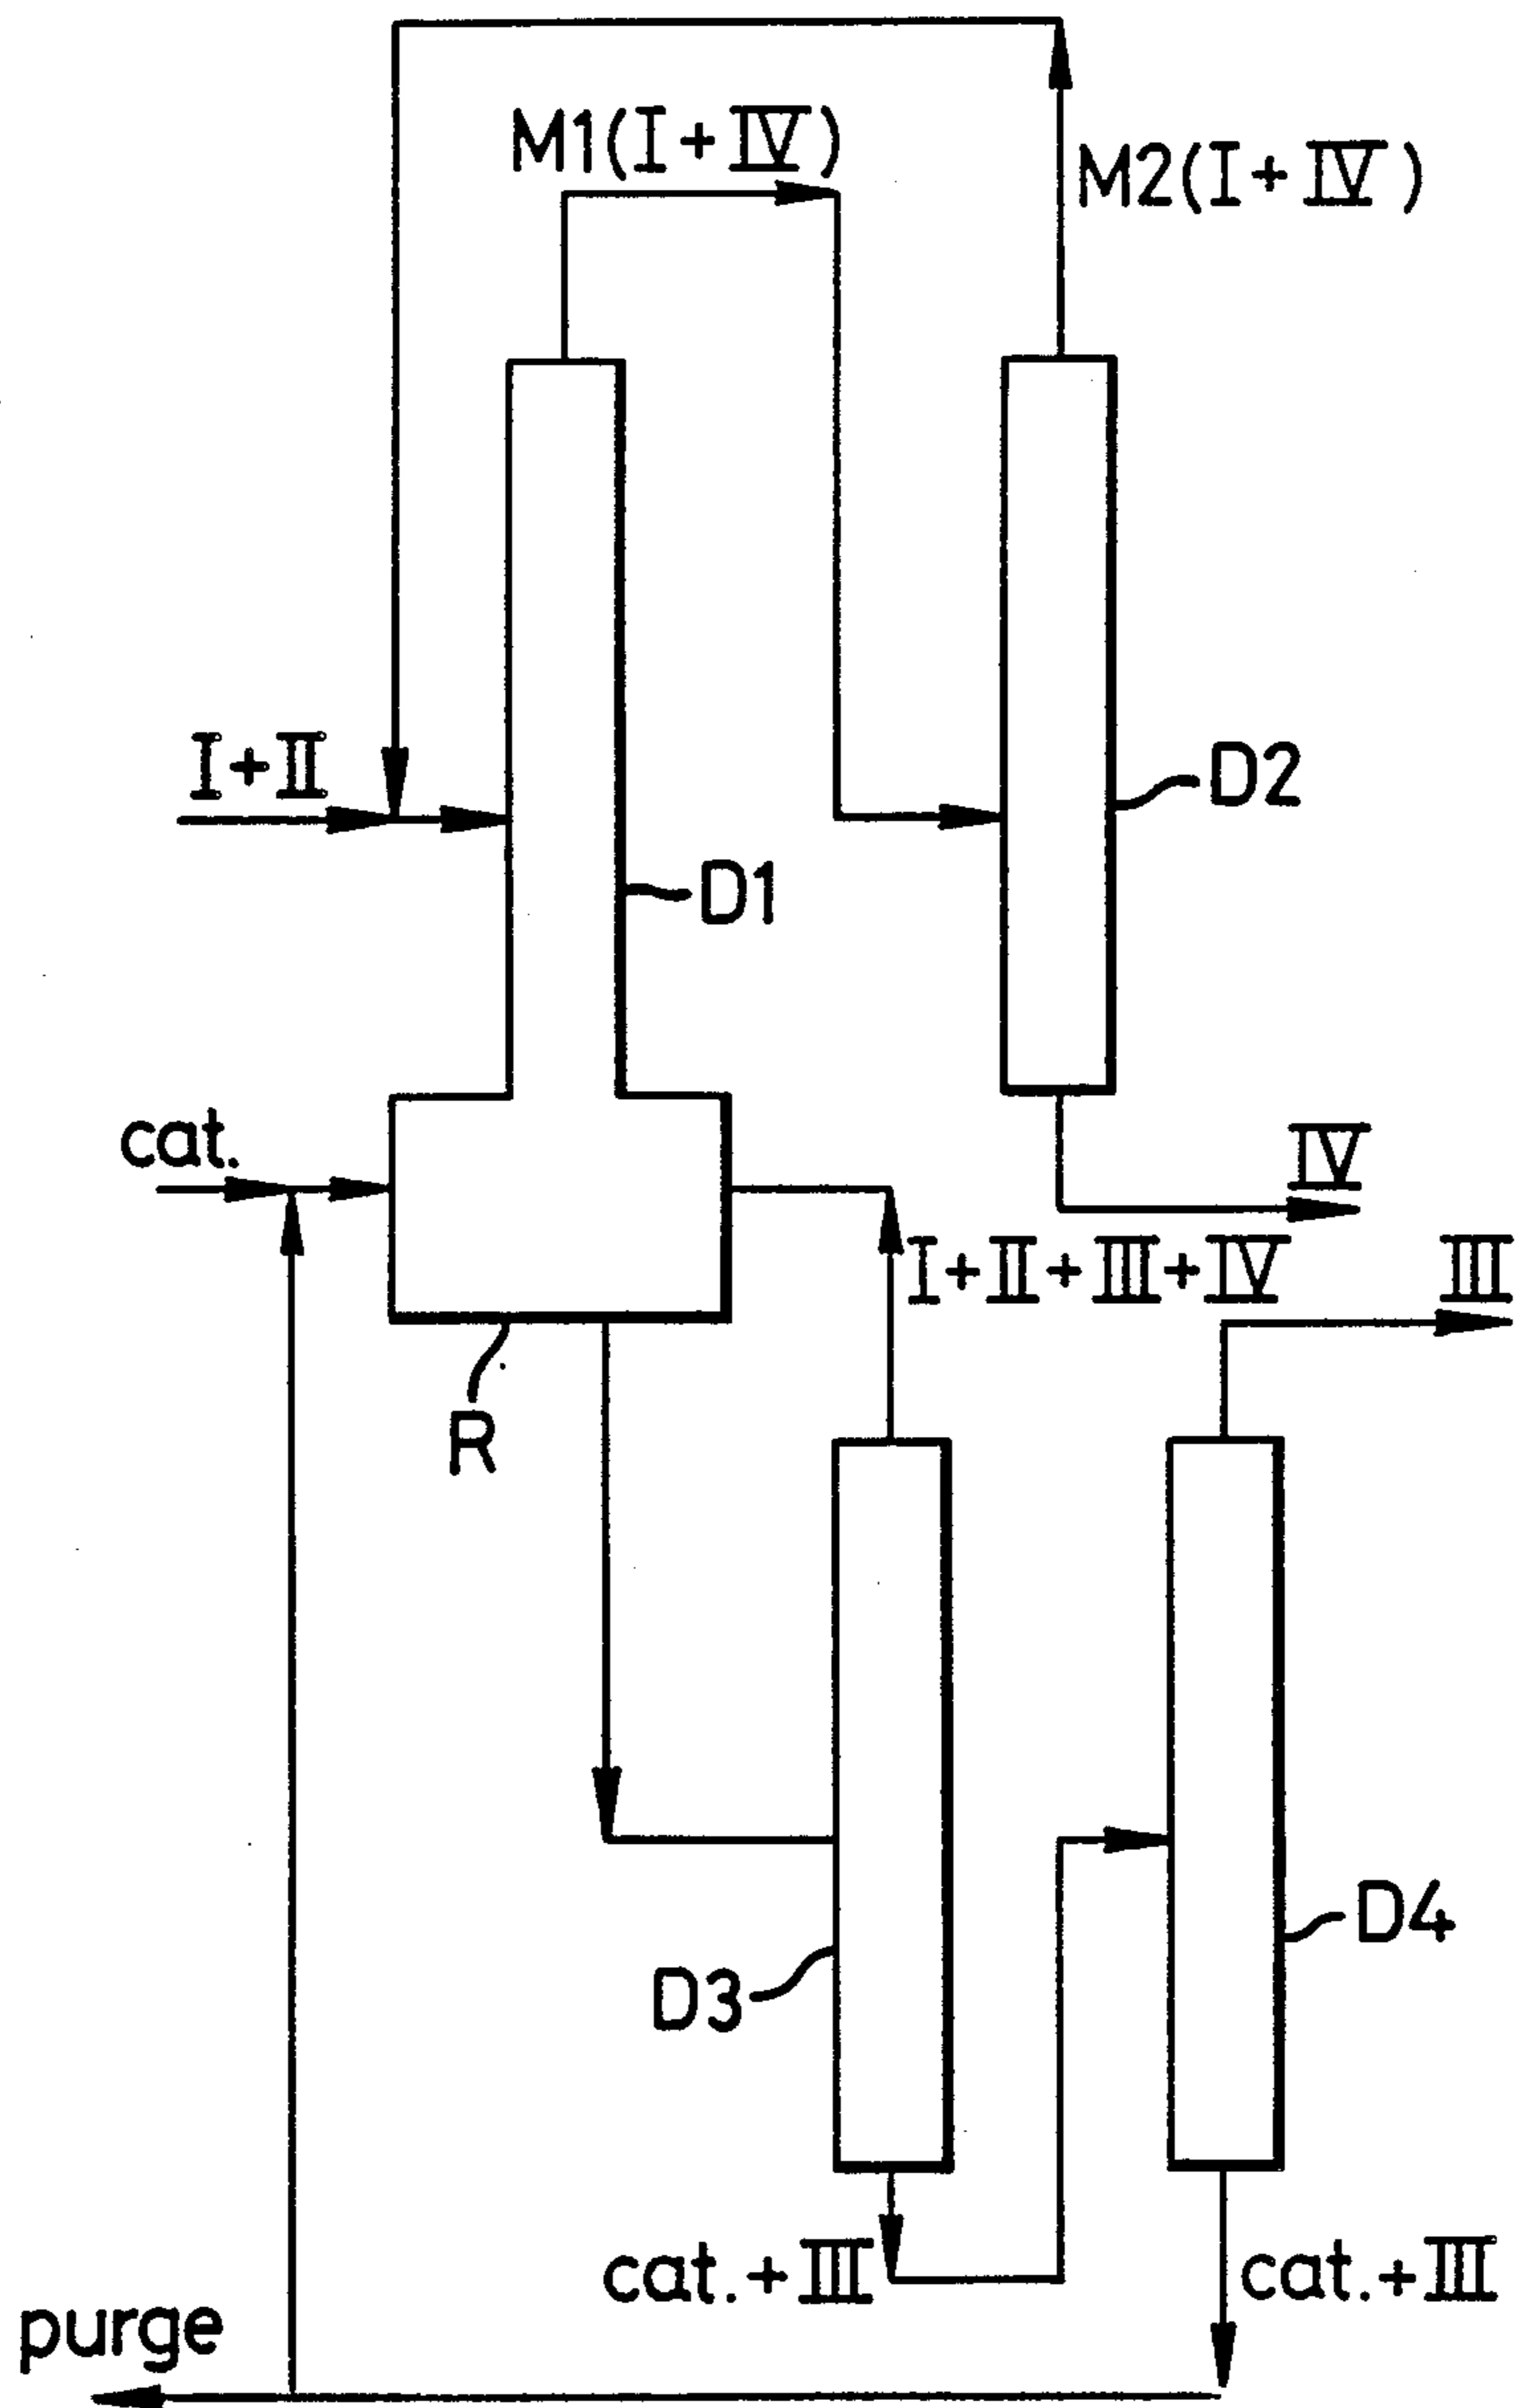 M1(I+IV)
M2(I+IV)
I+II
D2
D1
cat.
IV
I+II+III+IV
III
R
D4
D3
cat.+III
cat.+III
purge